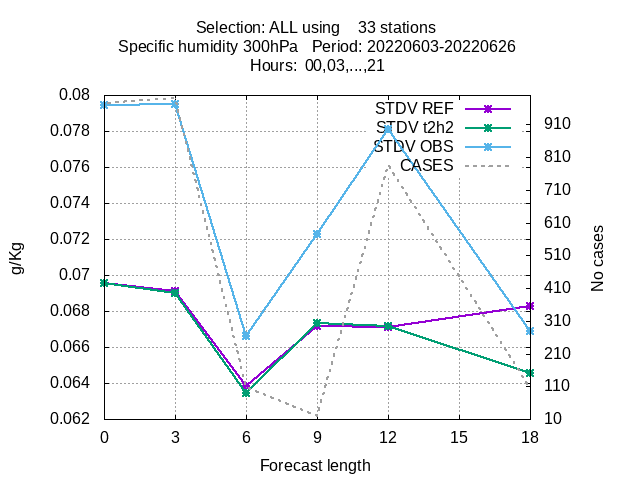 Selection: ALL using    33 stations
Specific humidity 300hPa   Period: 20220603-20220626
Hours:  00,03,...,21
STDV REF
STDV t2h2
STDV OBS
CASES
0.08
0.078
0.076
0.074
0.072
0.07
0.068
0.066
0.064
0.062
g/Kg
910
810
710
610
510
410
310
210
110
10
No cases
0 3 6 9 12 15 18
Forecast length